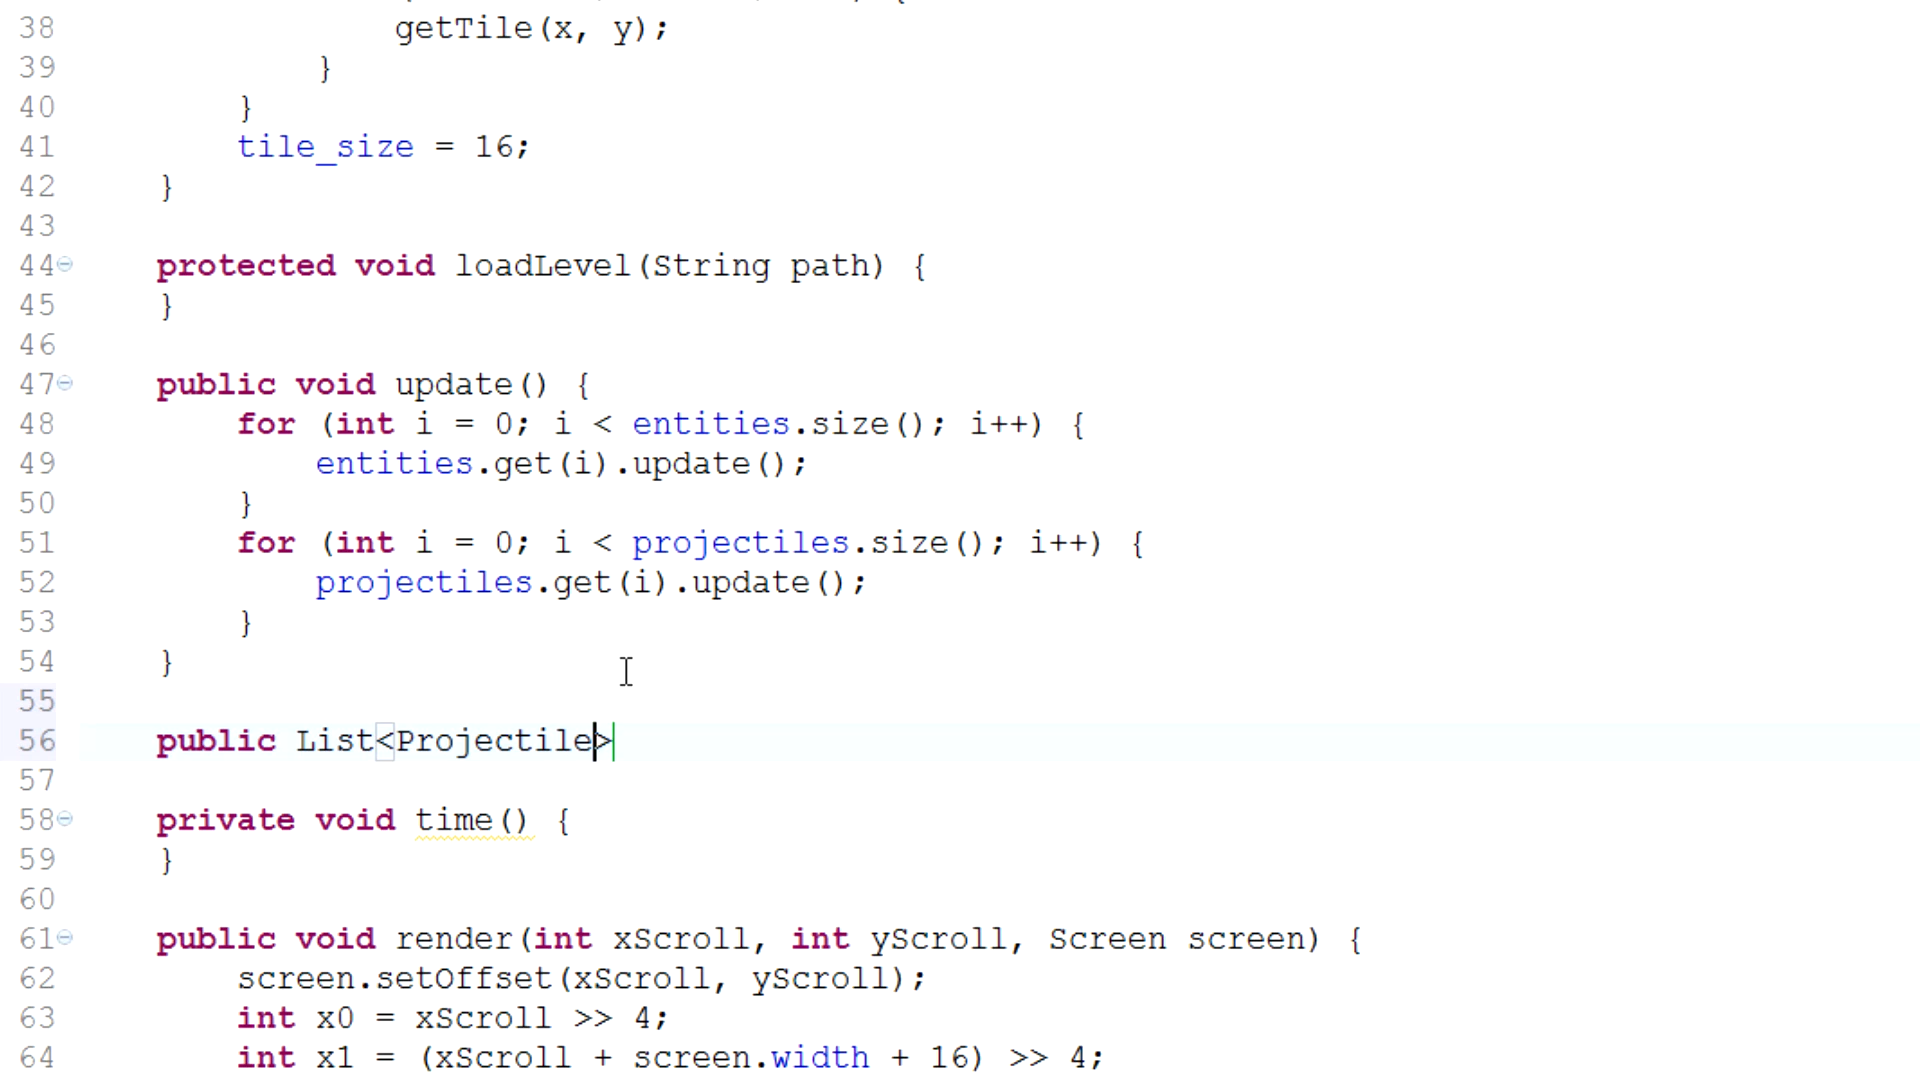 38 getTile(x, y);
39 }
40 }
41 tile_size = 16;
42 }
43
44 protected void loadLevel(String path) {
45 }
46
47 public void update() {
48 for (int i = 0; i < entities.size(); i++) {
49 entities.get(i).update();
50 }
51 for (int i = 0; i < projectiles.size(); i++) {
52 projectiles.get(i).update();
53 }
54 }
55
56 public List<Projectile>
57
58 private void time() {
59 }
60
61 public void render(int xScroll, int yScroll, Screen screen) {
62 screen.setOffset(xScroll, yScroll);
63 int x0 = xScroll >> 4;
64 int x1 = (xScroll + screen.width + 16) >> 4;